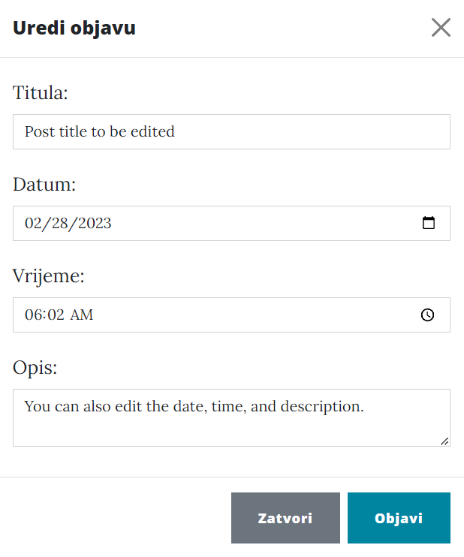 Uredi objavu
Titula:
Post title to be edited
Datum:
02/28/2023
Vrijeme:
06:02 AM
Opis:
You can also edit the date, time, and description.
Zatvori
Objavi